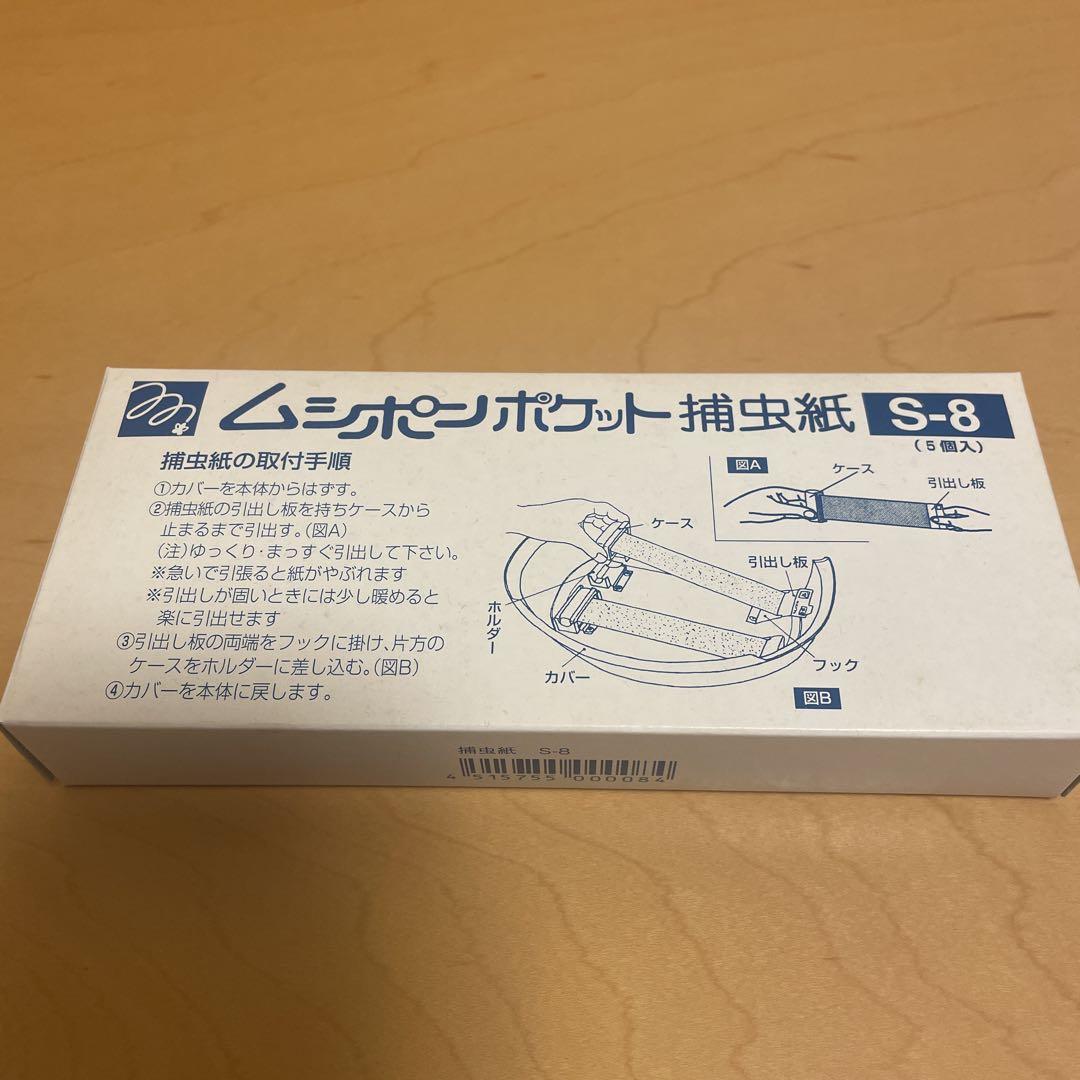 ムシポンポケット捕虫紙 S-8
(5個入)
捕虫紙の取付手順
①カバーを本体からはずす。
②捕虫紙の引出し板を持ちケースから
止まるまで引出す。(図A)
(注)ゆっくり・まっすぐ引出して下さい。
※急いで引張ると紙がやぶれます
※引出しが固いときには少し暖めると
楽に引出せます
③引出し板の両端をフックに掛け、片方の
ケースをホルダーに差し込む。(図B)
④カバーを本体に戻します。
図A
ケース
引出し板
ケース
引出し板
ホルダー
カバー
フック
図B
捕虫紙 S-8
4 515755 000084